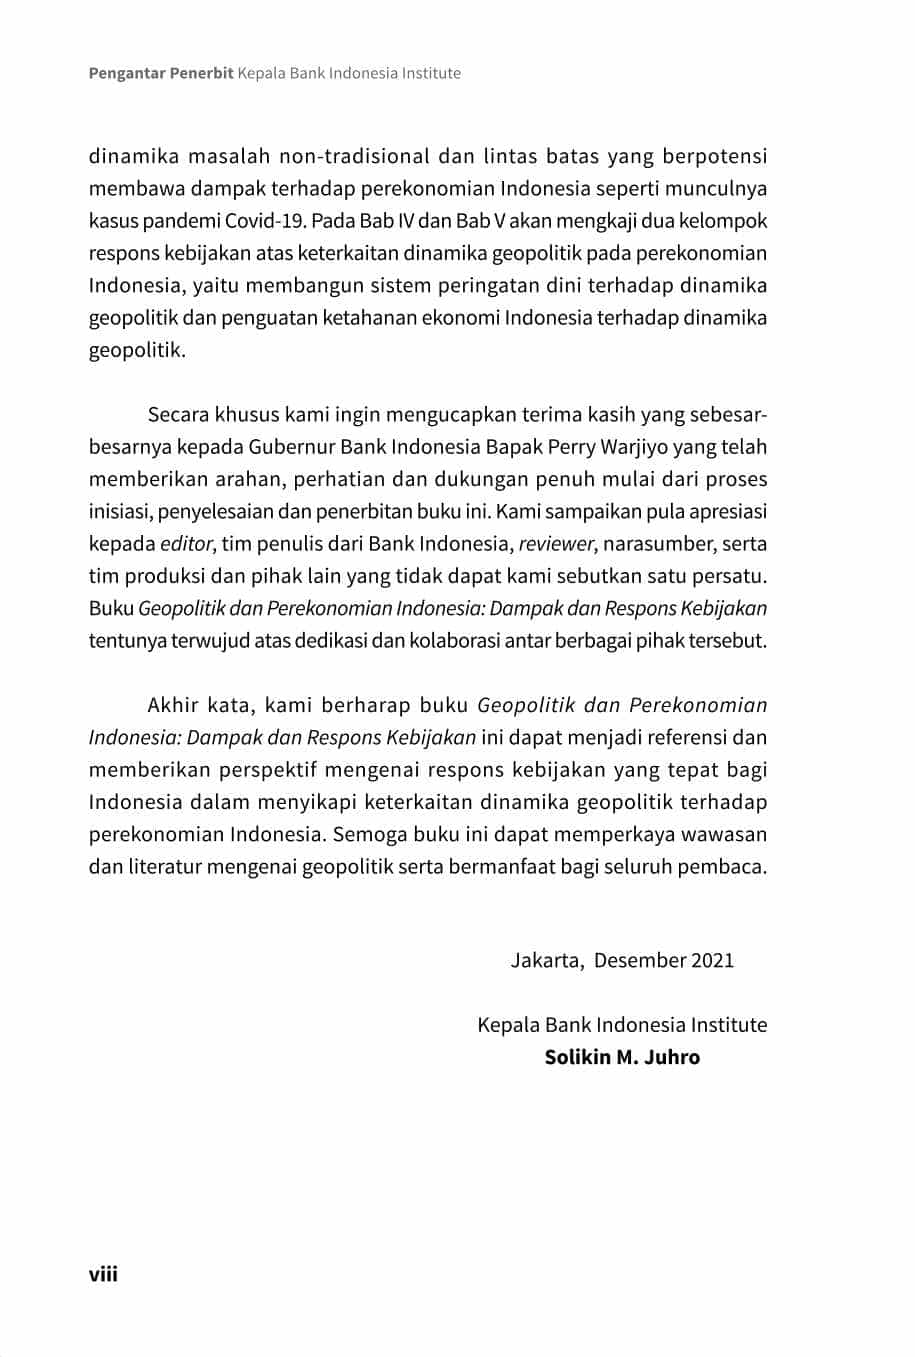 Pengantar Penerbit Kepala Bank Indonesia Institute
dinamika masalah non-tradisional dan lintas batas yang berpotensi
membawa dampak terhadap perekonomian Indonesia seperti munculnya
kasus pandemi Covid-19. Pada Bab IV dan Bab V akan mengkaji dua kelompok
respons kebijakan atas keterkaitan dinamika geopolitik pada perekonomian
Indonesia, yaitu membangun sistem peringatan dini terhadap dinamika
geopolitik dan penguatan ketahanan ekonomi Indonesia terhadap dinamika
geopolitik.
Secara khusus kami ingin mengucapkan terima kasih yang sebesar-
besarnya kepada Gubernur Bank Indonesia Bapak Perry Warjiyo yang telah
memberikan arahan, perhatian dan dukungan penuh mulai dari proses
inisiasi, penyelesaian dan penerbitan buku ini. Kami sampaikan pula apresiasi
kepada editor, tim penulis dari Bank Indonesia, reviewer, narasumber, serta
tim produksi dan pihak lain yang tidak dapat kami sebutkan satu persatu.
Buku Geopolitik dan Perekonomian Indonesia: Dampak dan Respons Kebijakan
tentunya terwujud atas dedikasi dan kolaborasi antar berbagai pihak tersebut.
Akhir kata, kami berharap buku Geopolitik dan Perekonomian
Indonesia: Dampak dan Respons Kebijakan ini dapat menjadi referensi dan
memberikan perspektif mengenai respons kebijakan yang tepat bagi
Indonesia dalam menyikapi keterkaitan dinamika geopolitik terhadap
perekonomian Indonesia. Semoga buku ini dapat memperkaya wawasan
dan literatur mengenai geopolitik serta bermanfaat bagi seluruh pembaca.
Jakarta,  Desember 2021
Kepala Bank Indonesia Institute
Solikin M. Juhro
viii